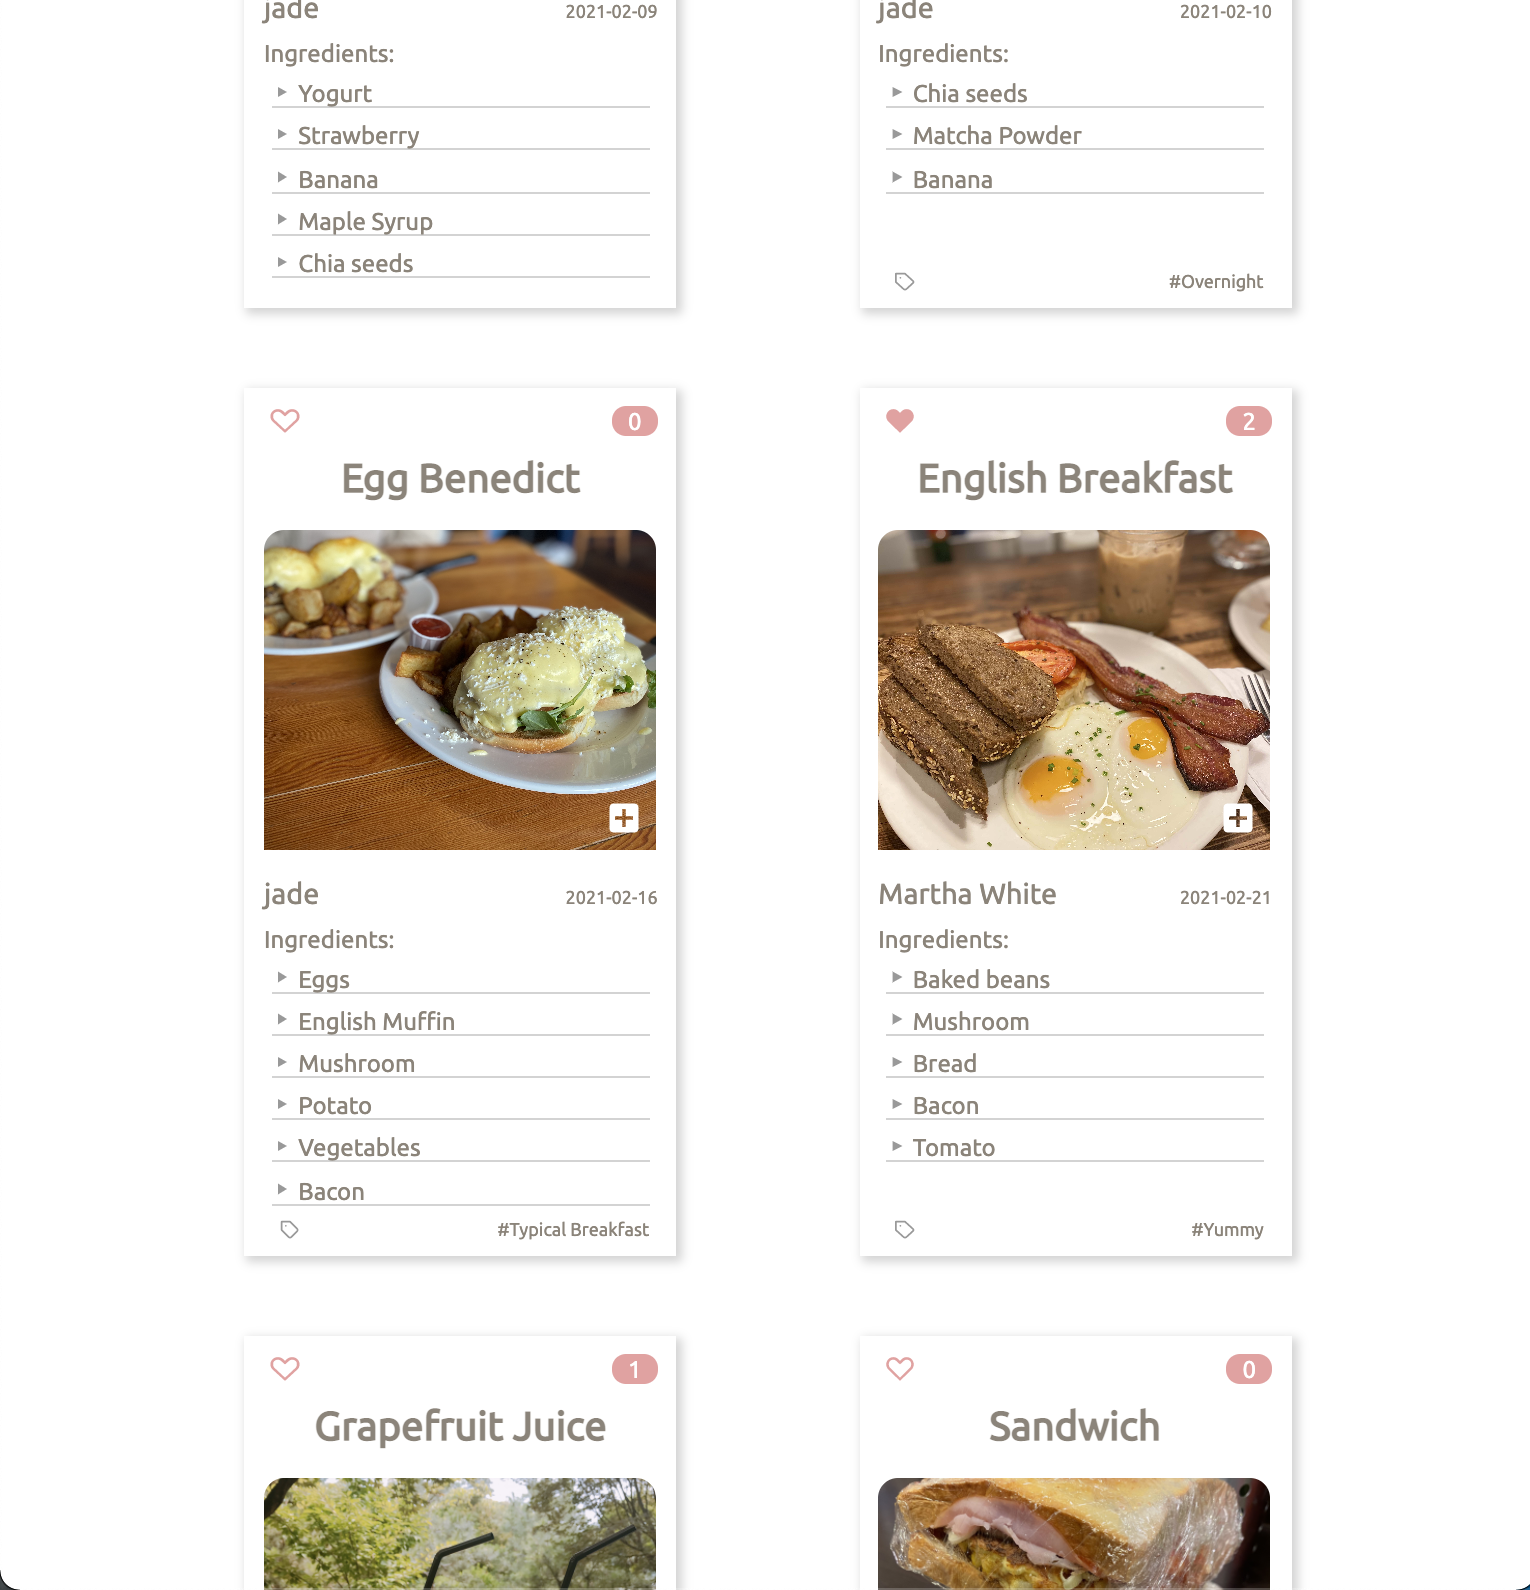 jade 2021-02-09
Ingredients:
Yogurt
Strawberry
Banana
Maple Syrup
Chia seeds
jade 2021-02-10
Ingredients:
Chia seeds
Matcha Powder
Banana
#Overnight
0
Egg Benedict
jade 2021-02-16
Ingredients:
Eggs
English Muffin
Mushroom
Potato
Vegetables
Bacon
#Typical Breakfast
2
English Breakfast
Martha White 2021-02-21
Ingredients:
Baked beans
Mushroom
Bread
Bacon
Tomato
#Yummy
1
Grapefruit Juice
0
Sandwich